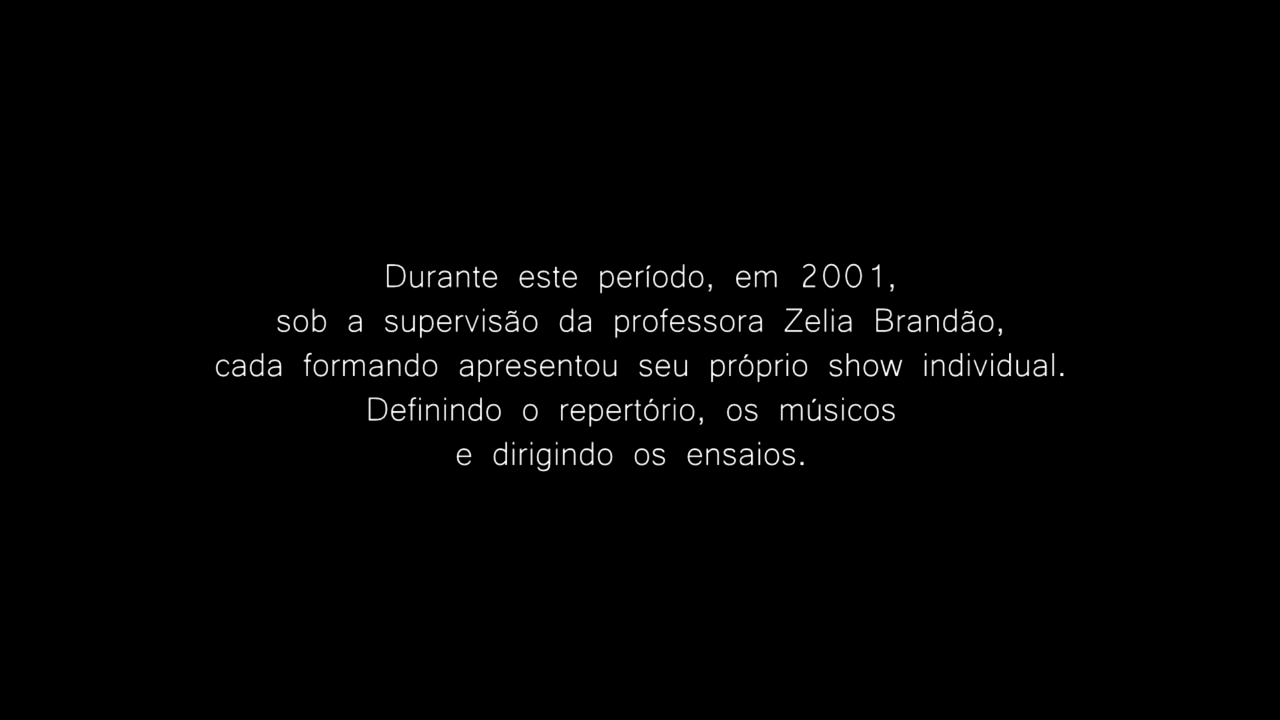 Durante este período, em 2001,
sob a supervisão da professora Zelia Brandão,
cada formando apresentou seu próprio show individual.
Definindo o repertório, os músicos
e dirigindo os ensaios.